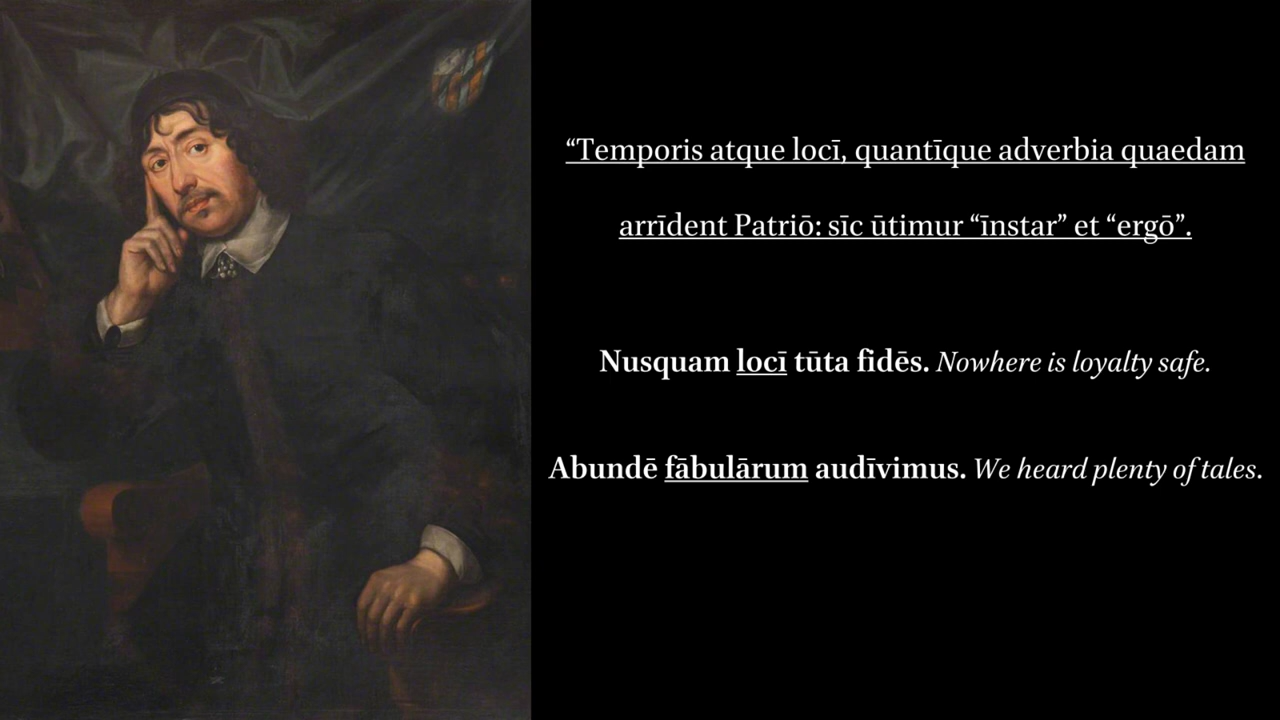 “Temporis atque locī, quantīque adverbia quaedam
arrīdent Patriō: sīc ūtimur “īnstar” et “ergō”.
Nusquam locī tūta fidēs. Nowhere is loyalty safe.
Abundē fābulārum audīvimus. We heard plenty of tales.